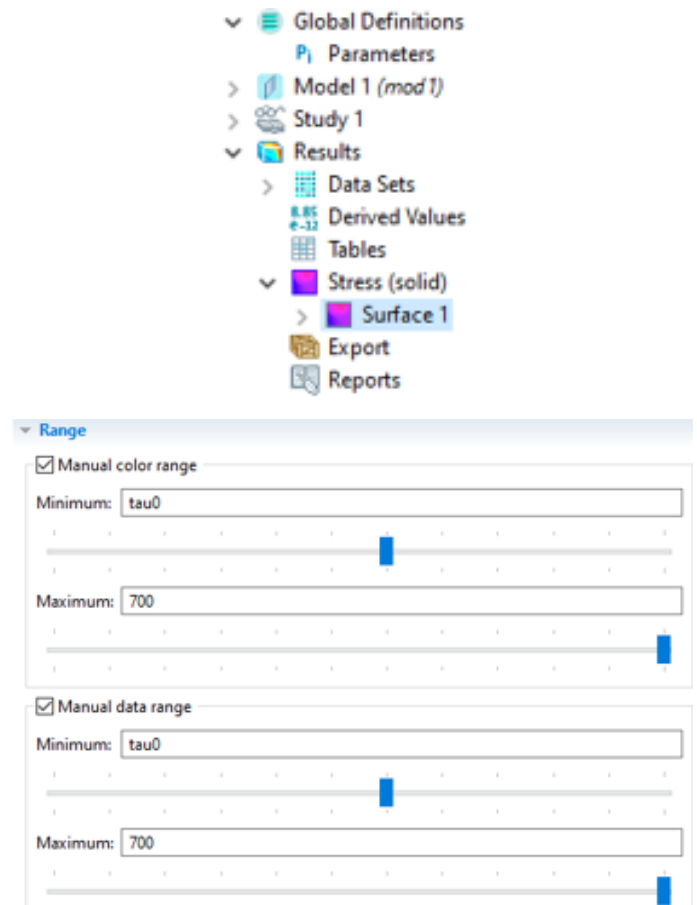 Global Definitions
Pi Parameters
Model 1 (mod1)
Study 1
Results
Data Sets
8.85
e-12 Derived Values
Tables
Stress (solid)
Surface 1
Export
Reports
Range
Manual color range
Minimum: tau0
Maximum: 700
Manual data range
Minimum: tau0
Maximum: 700